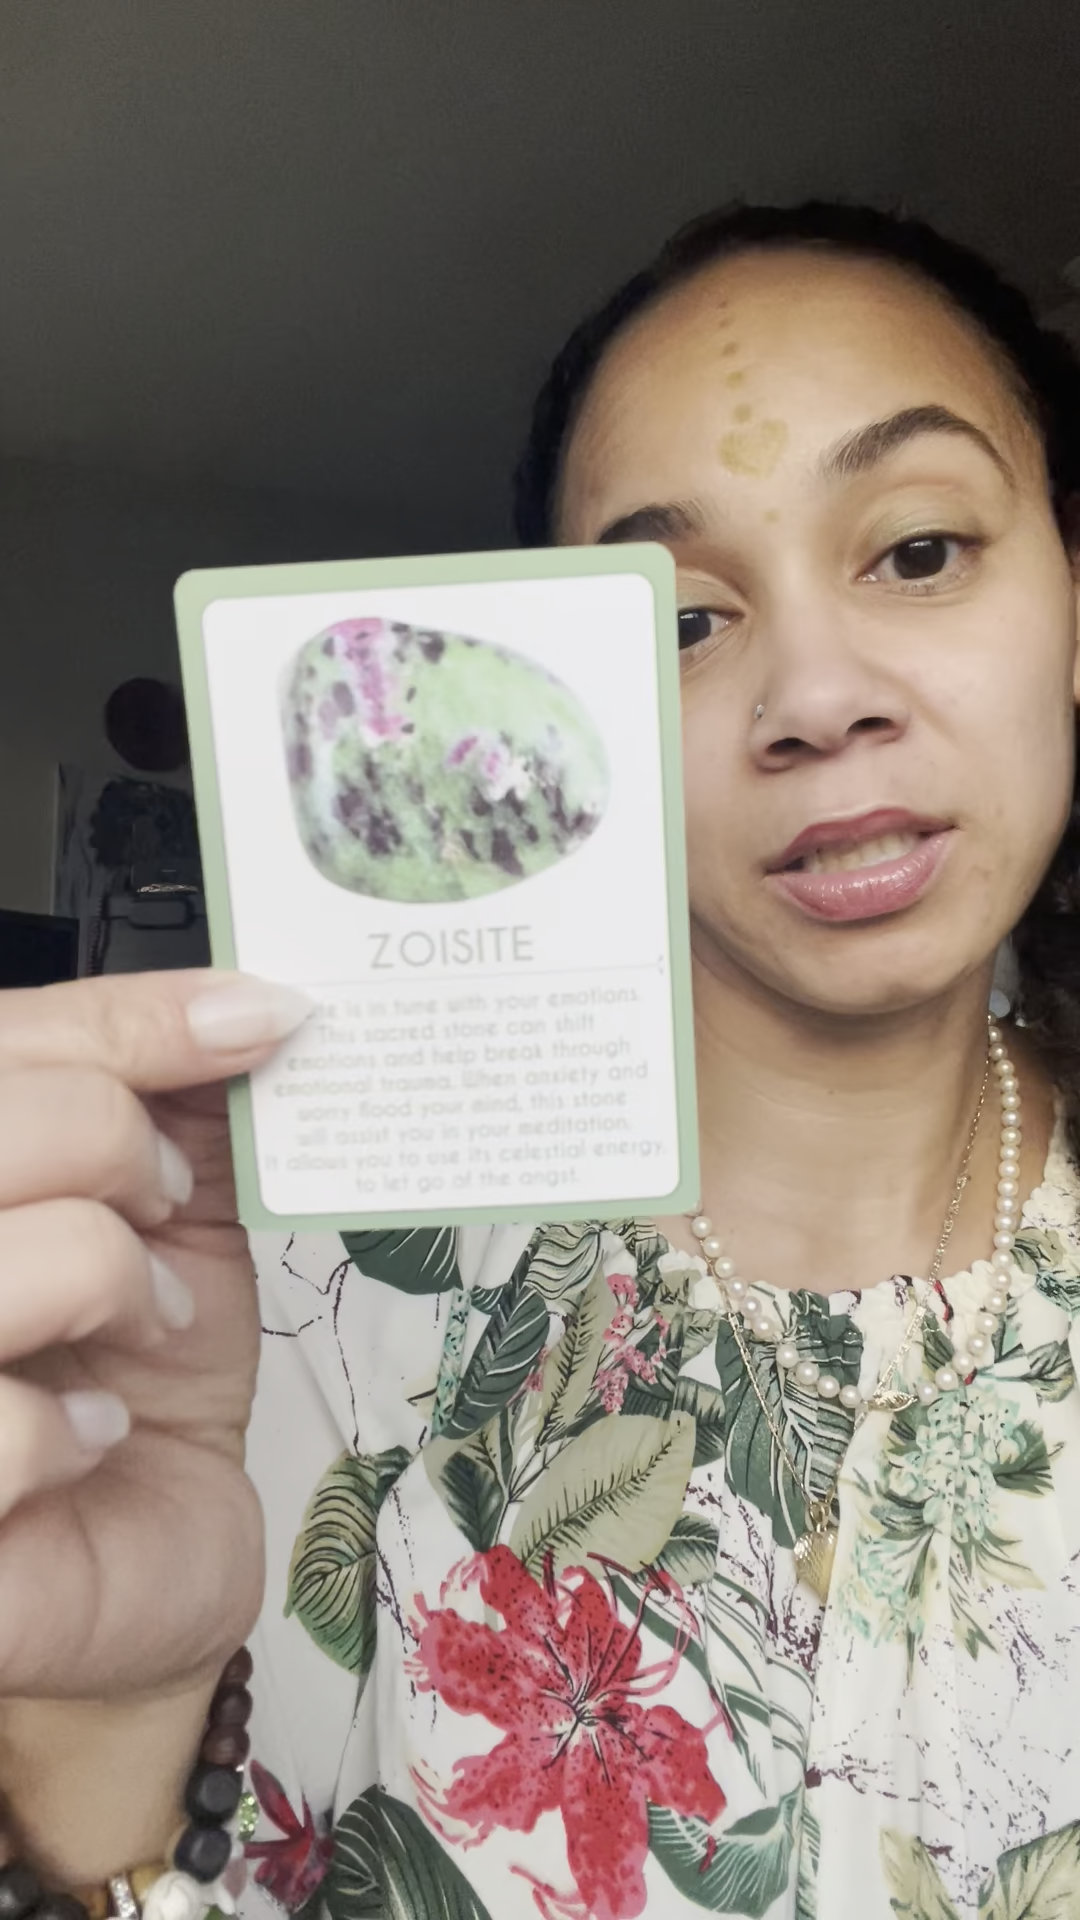 ZOISITE
is in tune with your emotions.
This sacred stone can shift
emotions and help break through
emotional trauma. When anxiety and
worry flood your mind, this stone
will assist you in your meditation.
It allows you to use its celestial energy
to let go of the angst.